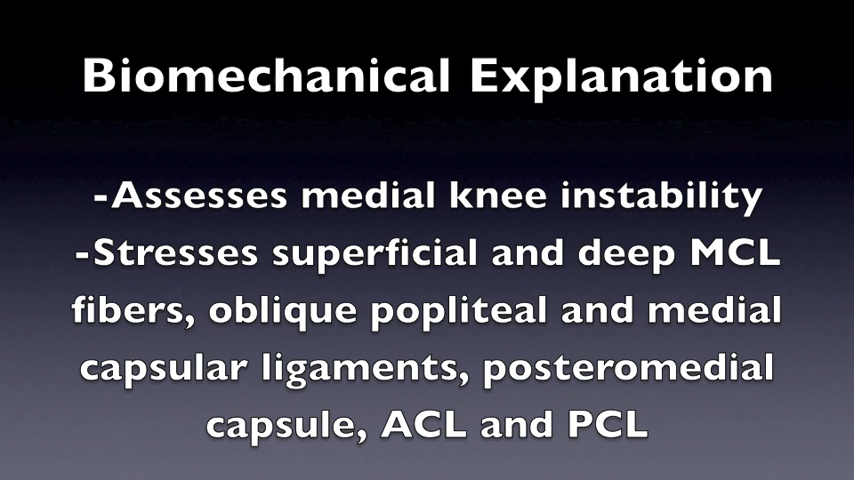 Biomechanical Explanation
-Assesses medial knee instability
-Stresses superficial and deep MCL
fibers, oblique popliteal and medial
capsular ligaments, posteromedial
capsule, ACL and PCL